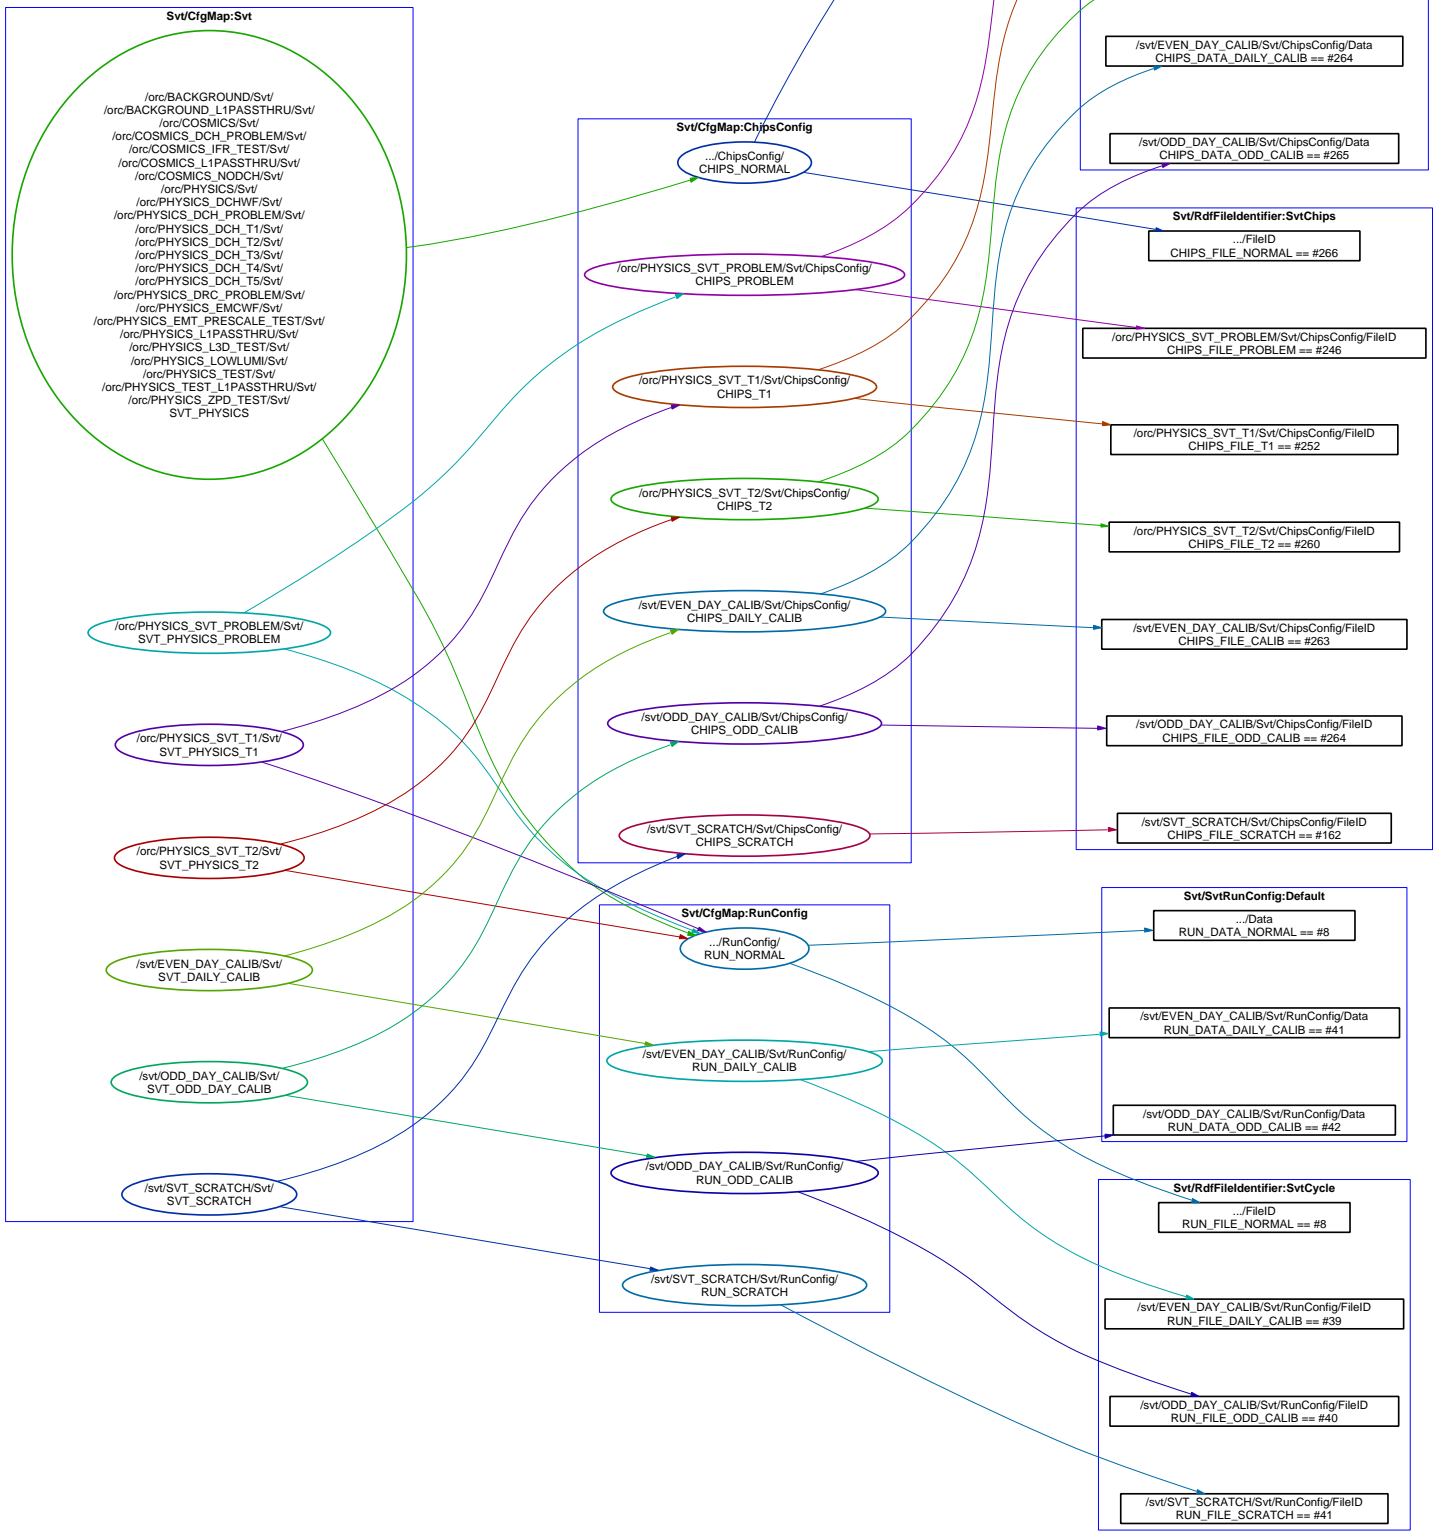 Svt/CfgMap:Svt
/orc/BACKGROUND/Svt/
/orc/BACKGROUND_L1PASSTHRU/Svt/
/orc/COSMICS/Svt/
/orc/COSMICS_DCH_PROBLEM/Svt/
/orc/COSMICS_IFR_TEST/Svt/
/orc/COSMICS_L1PASSTHRU/Svt/
/orc/COSMICS_NODCH/Svt/
/orc/PHYSICS/Svt/
/orc/PHYSICS_DCHWF/Svt/
/orc/PHYSICS_DCH_PROBLEM/Svt/
/orc/PHYSICS_DCH_T1/Svt/
/orc/PHYSICS_DCH_T2/Svt/
/orc/PHYSICS_DCH_T3/Svt/
/orc/PHYSICS_DCH_T4/Svt/
/orc/PHYSICS_DCH_T5/Svt/
/orc/PHYSICS_DRC_PROBLEM/Svt/
/orc/PHYSICS_EMCWF/Svt/
/orc/PHYSICS_EMT_PRESCALE_TEST/Svt/
/orc/PHYSICS_L1PASSTHRU/Svt/
/orc/PHYSICS_L3D_TEST/Svt/
/orc/PHYSICS_LOWLUMI/Svt/
/orc/PHYSICS_TEST/Svt/
/orc/PHYSICS_TEST_L1PASSTHRU/Svt/
/orc/PHYSICS_ZPD_TEST/Svt/
SVT_PHYSICS
/orc/PHYSICS_SVT_PROBLEM/Svt/
SVT_PHYSICS_PROBLEM
/orc/PHYSICS_SVT_T1/Svt/
SVT_PHYSICS_T1
/orc/PHYSICS_SVT_T2/Svt/
SVT_PHYSICS_T2
/svt/EVEN_DAY_CALIB/Svt/
SVT_DAILY_CALIB
/svt/ODD_DAY_CALIB/Svt/
SVT_ODD_DAY_CALIB
/svt/SVT_SCRATCH/Svt/
SVT_SCRATCH
Svt/CfgMap:ChipsConfig
.../ChipsConfig/
CHIPS_NORMAL
/orc/PHYSICS_SVT_PROBLEM/Svt/ChipsConfig/
CHIPS_PROBLEM
/orc/PHYSICS_SVT_T1/Svt/ChipsConfig/
CHIPS_T1
/orc/PHYSICS_SVT_T2/Svt/ChipsConfig/
CHIPS_T2
/svt/EVEN_DAY_CALIB/Svt/ChipsConfig/
CHIPS_DAILY_CALIB
/svt/ODD_DAY_CALIB/Svt/ChipsConfig/
CHIPS_ODD_CALIB
/svt/SVT_SCRATCH/Svt/ChipsConfig/
CHIPS_SCRATCH
Svt/CfgMap:RunConfig
.../RunConfig/
RUN_NORMAL
/svt/EVEN_DAY_CALIB/Svt/RunConfig/
RUN_DAILY_CALIB
/svt/ODD_DAY_CALIB/Svt/RunConfig/
RUN_ODD_CALIB
/svt/SVT_SCRATCH/Svt/RunConfig/
RUN_SCRATCH
/svt/EVEN_DAY_CALIB/Svt/ChipsConfig/Data
CHIPS_DATA_DAILY_CALIB == #264
/svt/ODD_DAY_CALIB/Svt/ChipsConfig/Data
CHIPS_DATA_ODD_CALIB == #265
Svt/RdfFileIdentifier:SvtChips
.../FileID
CHIPS_FILE_NORMAL == #266
/orc/PHYSICS_SVT_PROBLEM/Svt/ChipsConfig/FileID
CHIPS_FILE_PROBLEM == #246
/orc/PHYSICS_SVT_T1/Svt/ChipsConfig/FileID
CHIPS_FILE_T1 == #252
/orc/PHYSICS_SVT_T2/Svt/ChipsConfig/FileID
CHIPS_FILE_T2 == #260
/svt/EVEN_DAY_CALIB/Svt/ChipsConfig/FileID
CHIPS_FILE_CALIB == #263
/svt/ODD_DAY_CALIB/Svt/ChipsConfig/FileID
CHIPS_FILE_ODD_CALIB == #264
/svt/SVT_SCRATCH/Svt/ChipsConfig/FileID
CHIPS_FILE_SCRATCH == #162
Svt/SvtRunConfig:Default
.../Data
RUN_DATA_NORMAL == #8
/svt/EVEN_DAY_CALIB/Svt/RunConfig/Data
RUN_DATA_DAILY_CALIB == #41
/svt/ODD_DAY_CALIB/Svt/RunConfig/Data
RUN_DATA_ODD_CALIB == #42
Svt/RdfFileIdentifier:SvtCycle
.../FileID
RUN_FILE_NORMAL == #8
/svt/EVEN_DAY_CALIB/Svt/RunConfig/FileID
RUN_FILE_DAILY_CALIB == #39
/svt/ODD_DAY_CALIB/Svt/RunConfig/FileID
RUN_FILE_ODD_CALIB == #40
/svt/SVT_SCRATCH/Svt/RunConfig/FileID
RUN_FILE_SCRATCH == #41